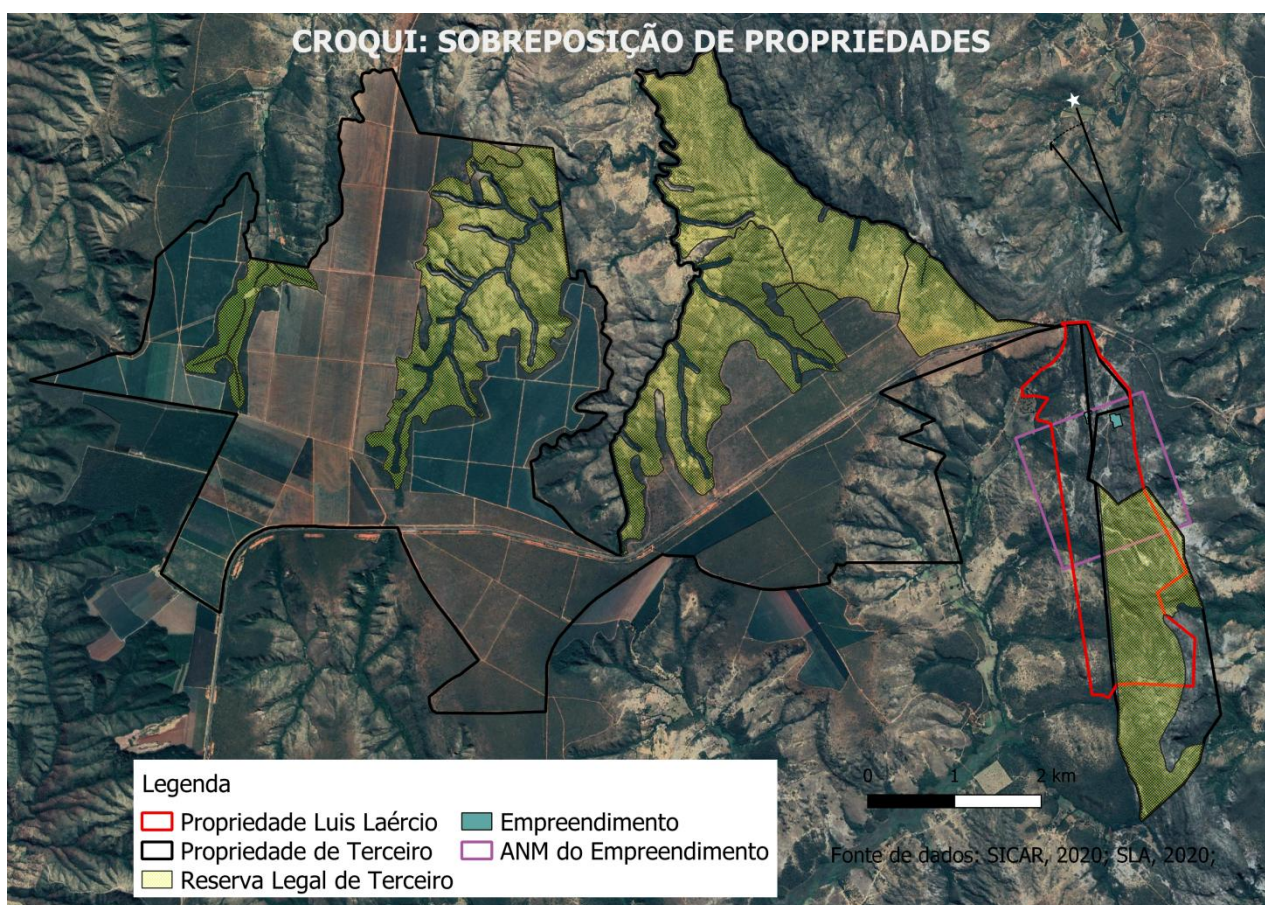 CROQUI: SOBREPOSIÇÃO DE PROPRIEDADES
0 1 2 km
Legenda
Propriedade Luis Laércio
Empreendimento
Propriedade de Terceiro
ANM do Empreendimento
Reserva Legal de Terceiro
Fonte de dados: SICAR, 2020; SLA, 2020;